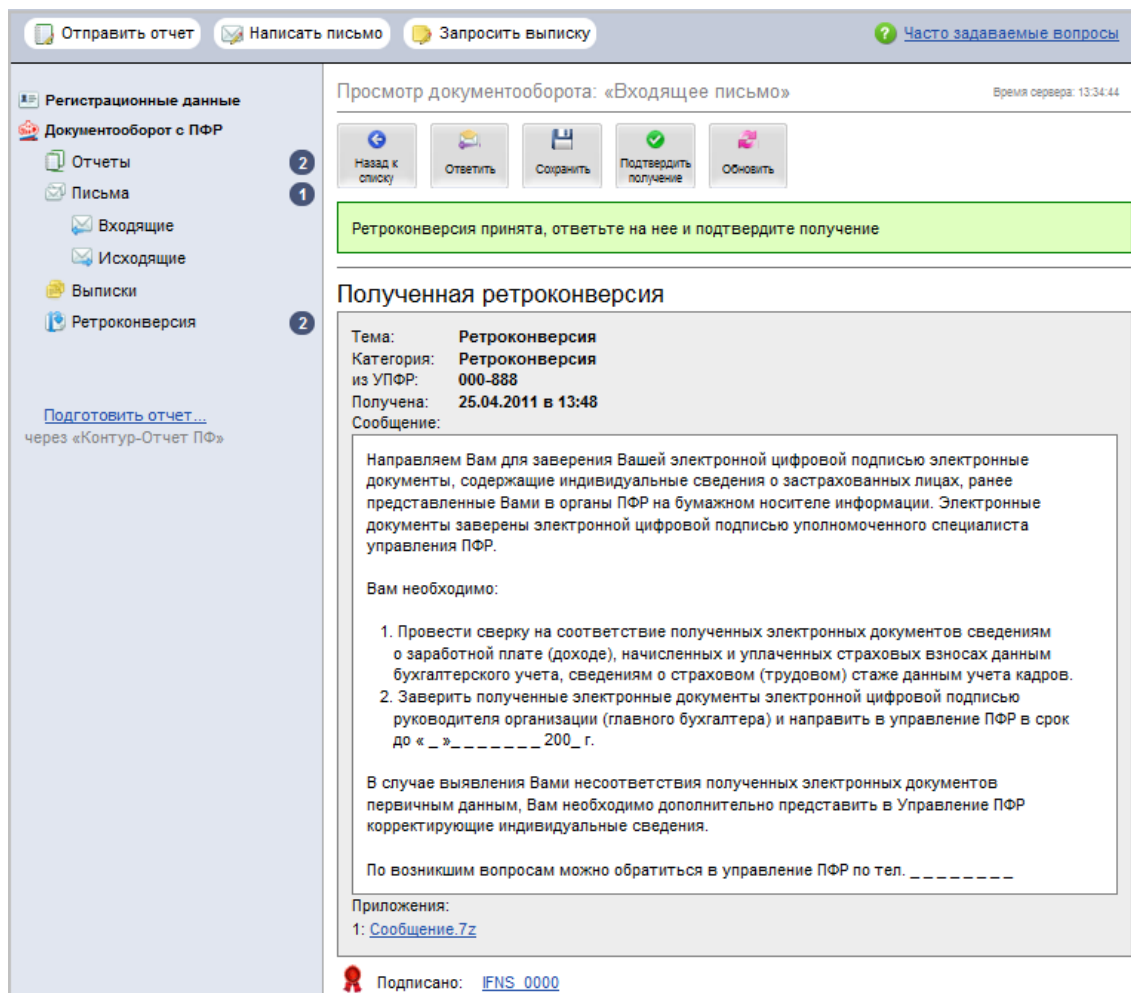 Отправить отчет
Написать письмо
Запросить выписку
Часто задаваемые вопросы
Регистрационные данные
Документооборот с ПФР
Отчеты 2
Письма 1
Входящие
Исходящие
Выписки
Ретроконверсия 2
Подготовить отчет...
через «Контур-Отчет ПФ»
Просмотр документооборота: «Входящее письмо»
Время сервера: 13:34:44
Назад к
списку
Ответить
Сохранить
Подтвердить
получение
Обновить
Ретроконверсия принята, ответьте на нее и подтвердите получение
Полученная ретроконверсия
Тема: Ретроконверсия
Категория: Ретроконверсия
из УПФР: 000-888
Получена: 25.04.2011 в 13:48
Сообщение:
Направляем Вам для заверения Вашей электронной цифровой подписью электронные
документы, содержащие индивидуальные сведения о застрахованных лицах, ранее
представленные Вами в органы ПФР на бумажном носителе информации. Электронные
документы заверены электронной цифровой подписью уполномоченного специалиста
управления ПФР.
Вам необходимо:
1. Провести сверку на соответствие полученных электронных документов сведениям
о заработной плате (доходе), начисленных и уплаченных страховых взносах данным
бухгалтерского учета, сведениям о страховом (трудовом) стаже данным учета кадров.
2. Заверить полученные электронные документы электронной цифровой подписью
руководителя организации (главного бухгалтера) и направить в управление ПФР в срок
до « _ »_ _ _ _ _ _ _ 200_ г.
В случае выявления Вами несоответствия полученных электронных документов
первичным данным, Вам необходимо дополнительно представить в Управление ПФР
корректирующие индивидуальные сведения.
По возникшим вопросам можно обратиться в управление ПФР по тел. _ _ _ _ _ _ _ _
Приложения:
1: Сообщение.7z
Подписано: IFNS_0000